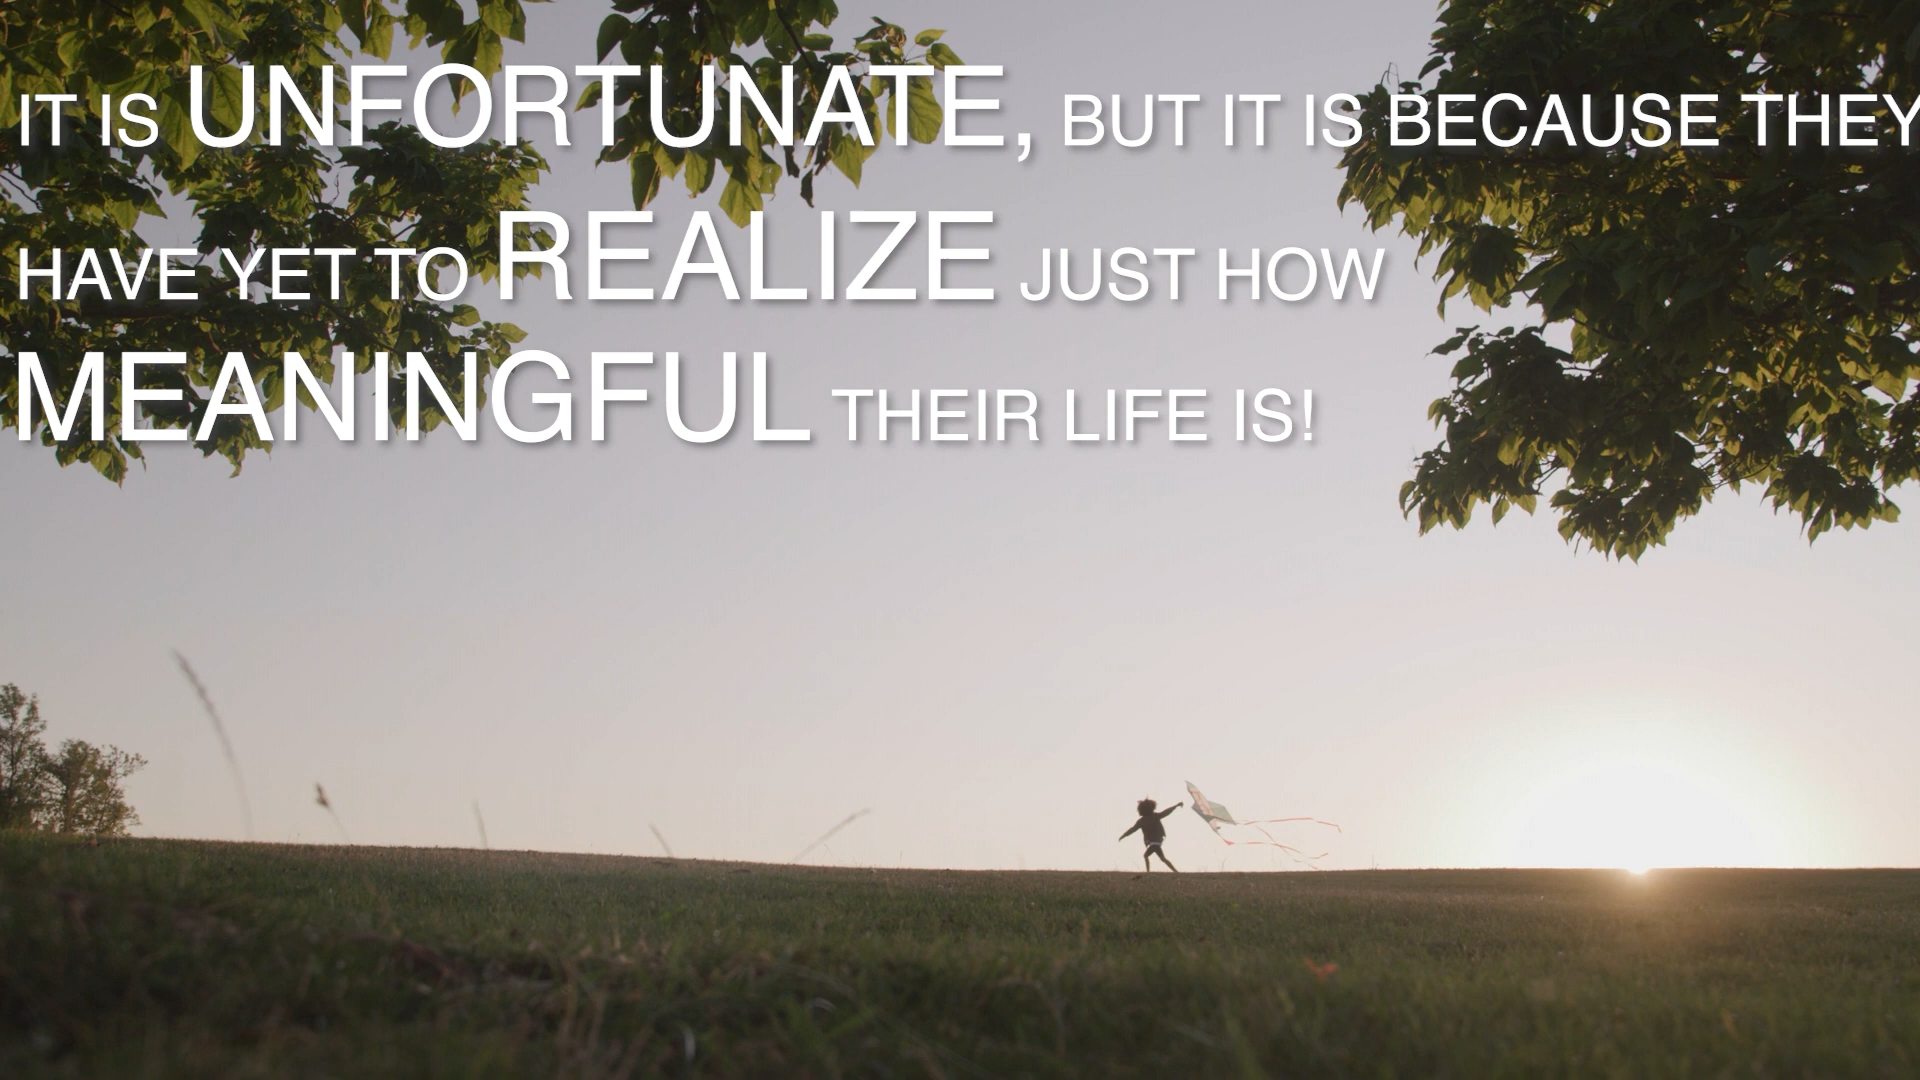 IT IS UNFORTUNATE, BUT IT IS BECAUSE THEY
HAVE YET TO REALIZE JUST HOW
MEANINGFUL THEIR LIFE IS!